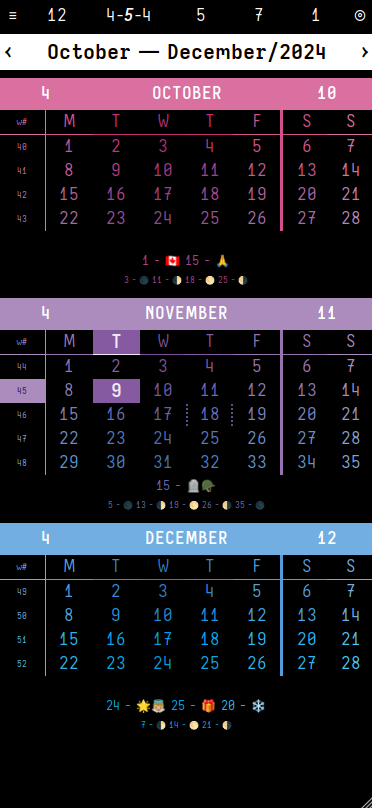 ≡ 12 4-5-4 5 7 1 ◎
‹ October — December/2024 ›
4 OCTOBER 10
w# M T W T F S S
40 1 2 3 4 5 6 7
41 8 9 10 11 12 13 14
42 15 16 17 18 19 20 21
43 22 23 24 25 26 27 28
1 - 🇨🇦 15 - 🙏
3 - 🌑 11 - 🌗 18 - 🌕 25 - 🌗
4 NOVEMBER 11
w# M T W T F S S
44 1 2 3 4 5 6 7
45 8 9 10 11 12 13 14
46 15 16 17 18 19 20 21
47 22 23 24 25 26 27 28
48 29 30 31 32 33 34 35
15 - 🪦🪖
5 - 🌑 13 - 🌗 19 - 🌕 26 - 🌗 35 - 🌑
4 DECEMBER 12
w# M T W T F S S
49 1 2 3 4 5 6 7
50 8 9 10 11 12 13 14
51 15 16 17 18 19 20 21
52 22 23 24 25 26 27 28
24 - 🌟👼 25 - 🎁 20 - ❄️
7 - 🌗 14 - 🌕 21 - 🌗